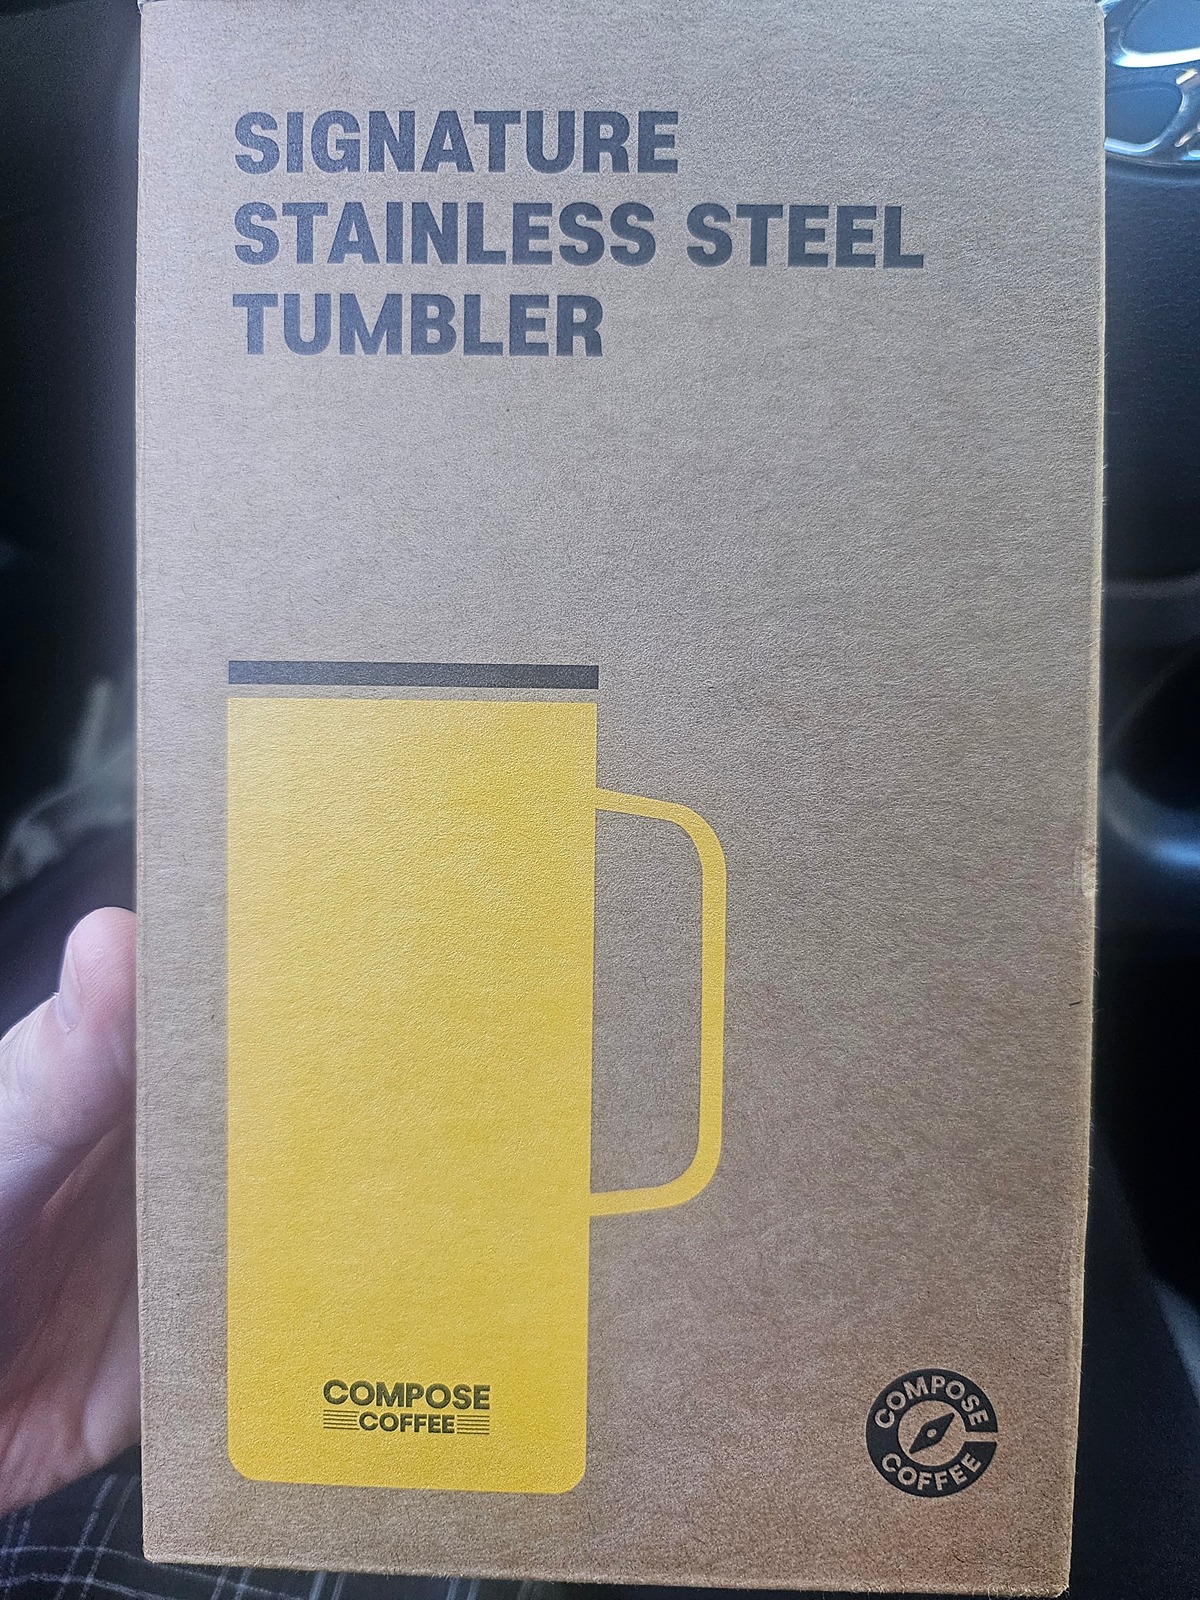 SIGNATURE
STAINLESS STEEL
TUMBLER
COMPOSE
COFFEE
COMPOSE
COFFEE